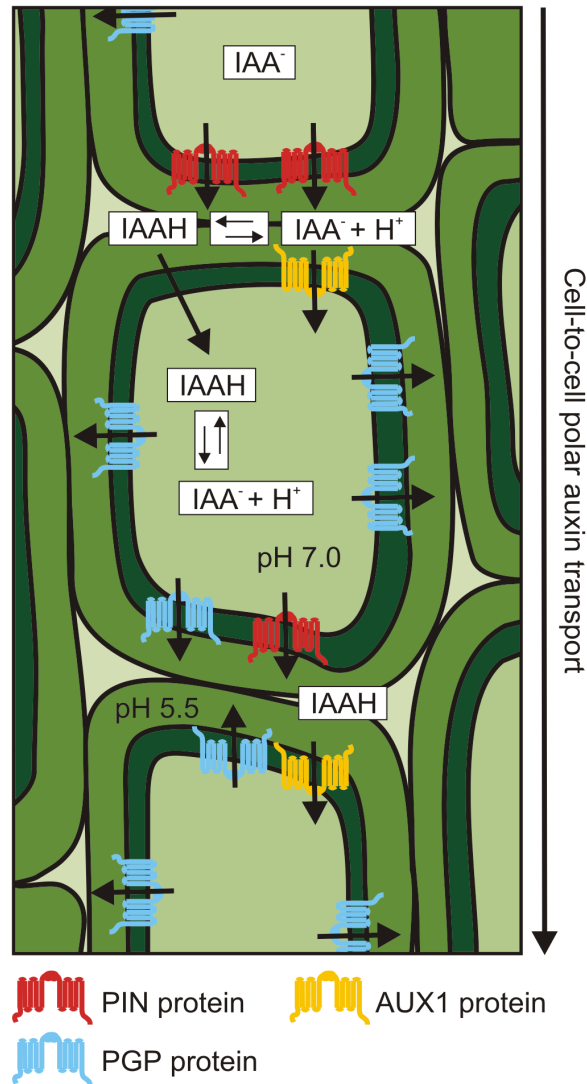 IAA⁻
IAAH
IAA⁻ + H⁺
IAAH
IAA⁻ + H⁺
pH 7.0
IAAH
pH 5.5
Cell-to-cell polar auxin transport
PIN protein
AUX1 protein
PGP protein